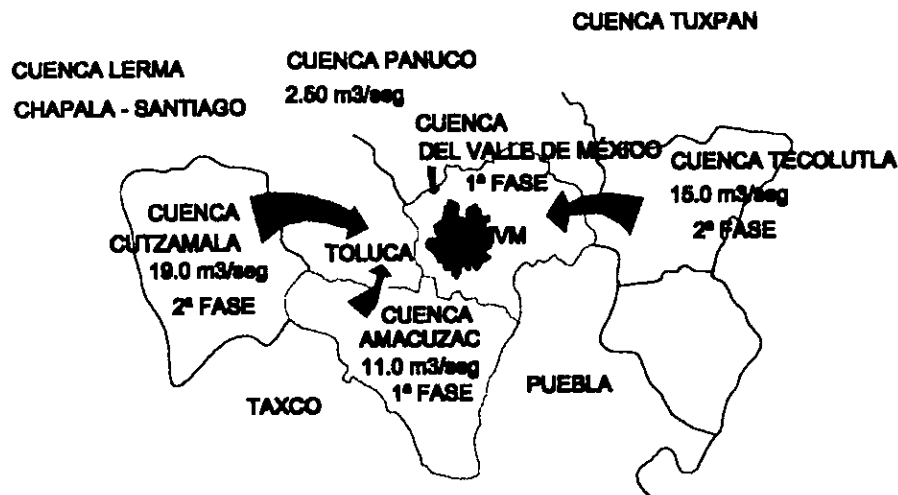 CUENCA TUXPAN
CUENCA LERMA
CHAPALA - SANTIAGO
CUENCA PANUCO
2.50 m3/seg
CUENCA
DEL VALLE DE MÉXICO
1ª FASE
CUENCA TECOLUTLA
15.0 m3/seg
2ª FASE
CUENCA
CUTZAMALA
19.0 m3/seg
2ª FASE
TOLUCA
CUENCA
AMACUZAC
11.0 m3/seg
1ª FASE
TAXCO
PUEBLA